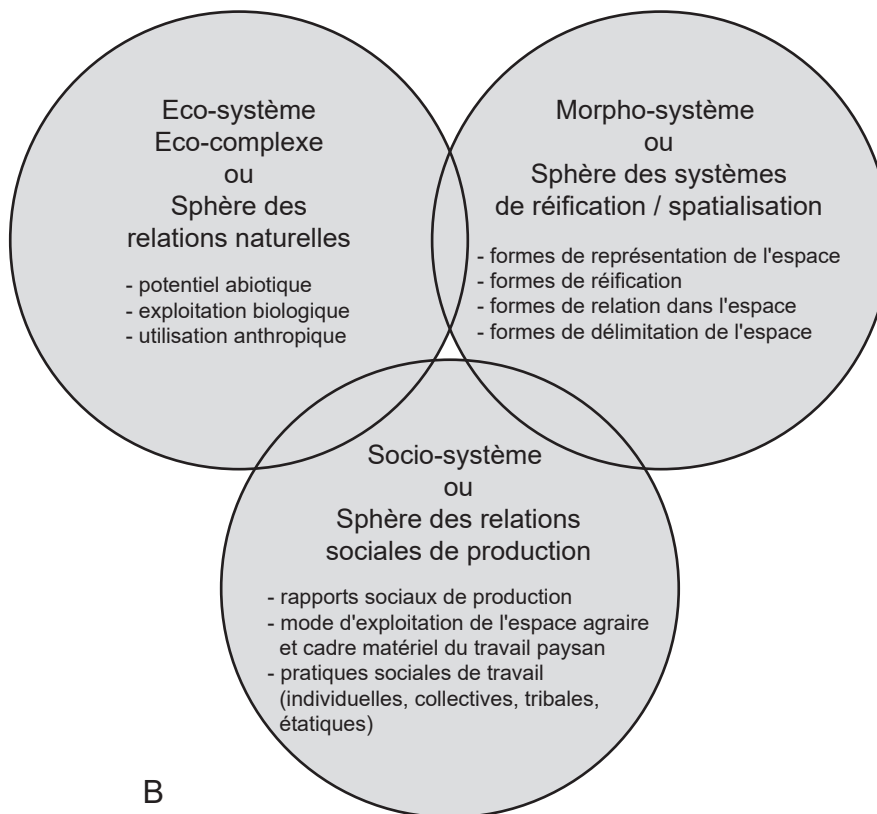 Eco-système
Eco-complexe
ou
Sphère des
relations naturelles
- potentiel abiotique
- exploitation biologique
- utilisation anthropique
Morpho-système
ou
Sphère des systèmes
de réification / spatialisation
- formes de représentation de l'espace
- formes de réification
- formes de relation dans l'espace
- formes de délimitation de l'espace
Socio-système
ou
Sphère des relations
sociales de production
- rapports sociaux de production
- mode d'exploitation de l'espace agraire
et cadre matériel du travail paysan
- pratiques sociales de travail
(individuelles, collectives, tribales,
étatiques)
B